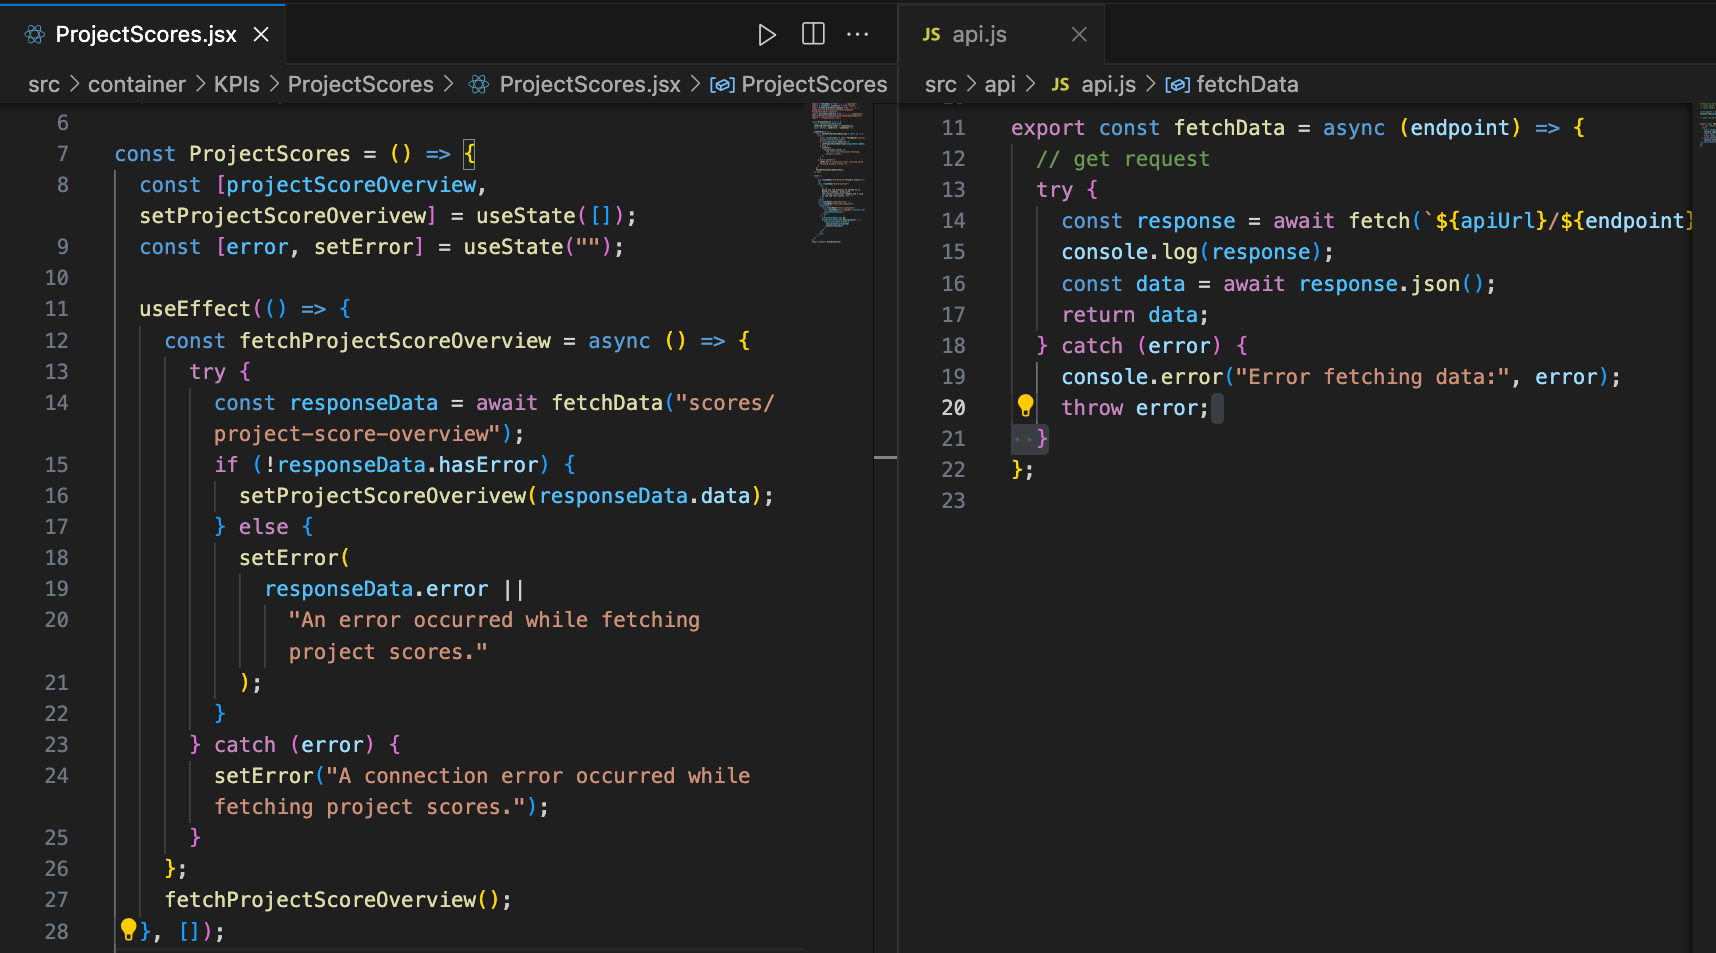 ProjectScores.jsx
src > container > KPIs > ProjectScores > ProjectScores.jsx > ProjectScores
6
7 const ProjectScores = () => {
8 const [projectScoreOverview,
setProjectScoreOverivew] = useState([]);
9 const [error, setError] = useState("");
10
11 useEffect(() => {
12 const fetchProjectScoreOverview = async () => {
13 try {
14 const responseData = await fetchData("scores/
project-score-overview");
15 if (!responseData.hasError) {
16 setProjectScoreOverivew(responseData.data);
17 } else {
18 setError(
19 responseData.error ||
20 "An error occurred while fetching
project scores."
21 );
22 }
23 } catch (error) {
24 setError("A connection error occurred while
fetching project scores.");
25 }
26 };
27 fetchProjectScoreOverview();
28 }, []);
JS api.js
src > api > JS api.js > fetchData
11 export const fetchData = async (endpoint) => {
12 // get request
13 try {
14 const response = await fetch(`${apiUrl}/${endpoint}
15 console.log(response);
16 const data = await response.json();
17 return data;
18 } catch (error) {
19 console.error("Error fetching data:", error);
20 throw error;
21 }
22 };
23